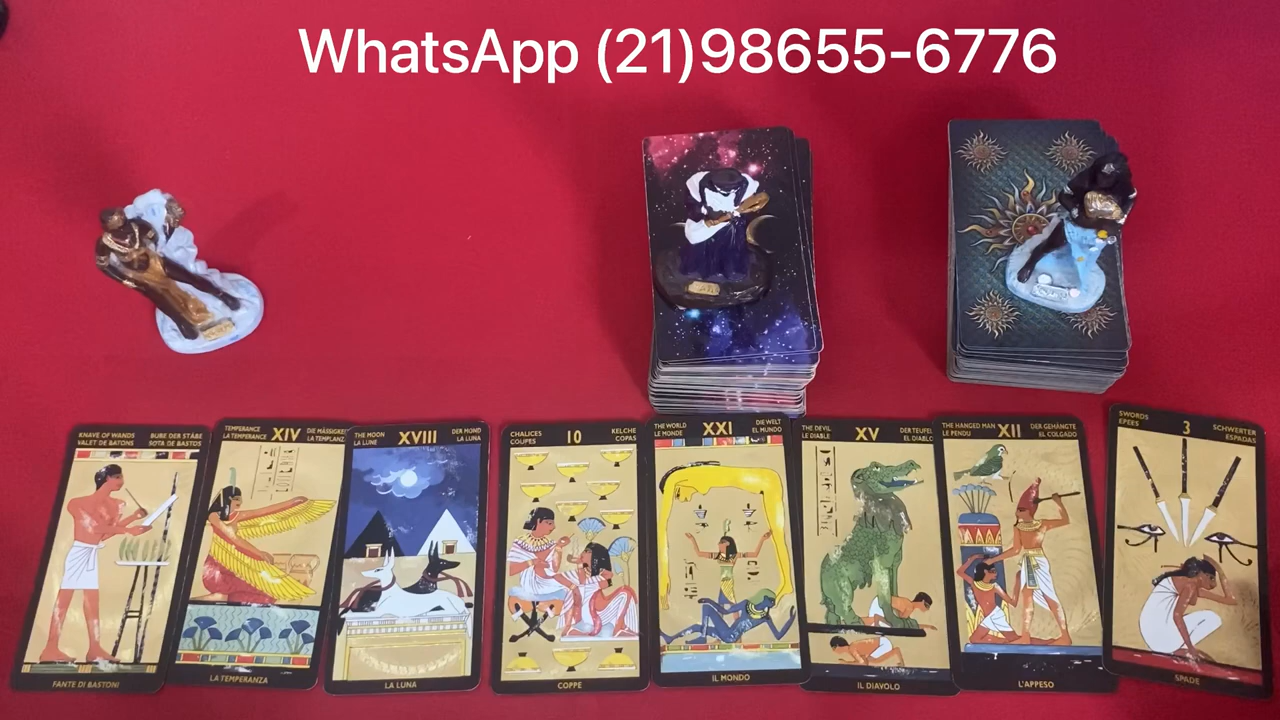 WhatsApp (21)98655-6776
KNAVE OF WANDS
VALET DE BATONS
BUBE DER STÄBE
SOTA DE BASTOS
FANTE DI BASTONI
TEMPERANCE
LA TEMPERANCE
XIV
DIE MÄSSIGKEIT
LA TEMPLANZA
LA TEMPERANZA
THE MOON
LA LUNE
XVIII
DER MOND
LA LUNA
LA LUNA
CHALICES
COUPES
10
KELCHE
COPAS
COPPE
THE WORLD
LE MONDE
XXI
DIE WELT
EL MUNDO
IL MONDO
THE DEVIL
LE DIABLE
XV
DER TEUFEL
EL DIABLO
IL DIAVOLO
THE HANGED MAN
LE PENDU
XII
DER GEHÄNGTE
EL COLGADO
L'APPESO
SWORDS
EPEES
3
SCHWERTER
ESPADAS
SPADE